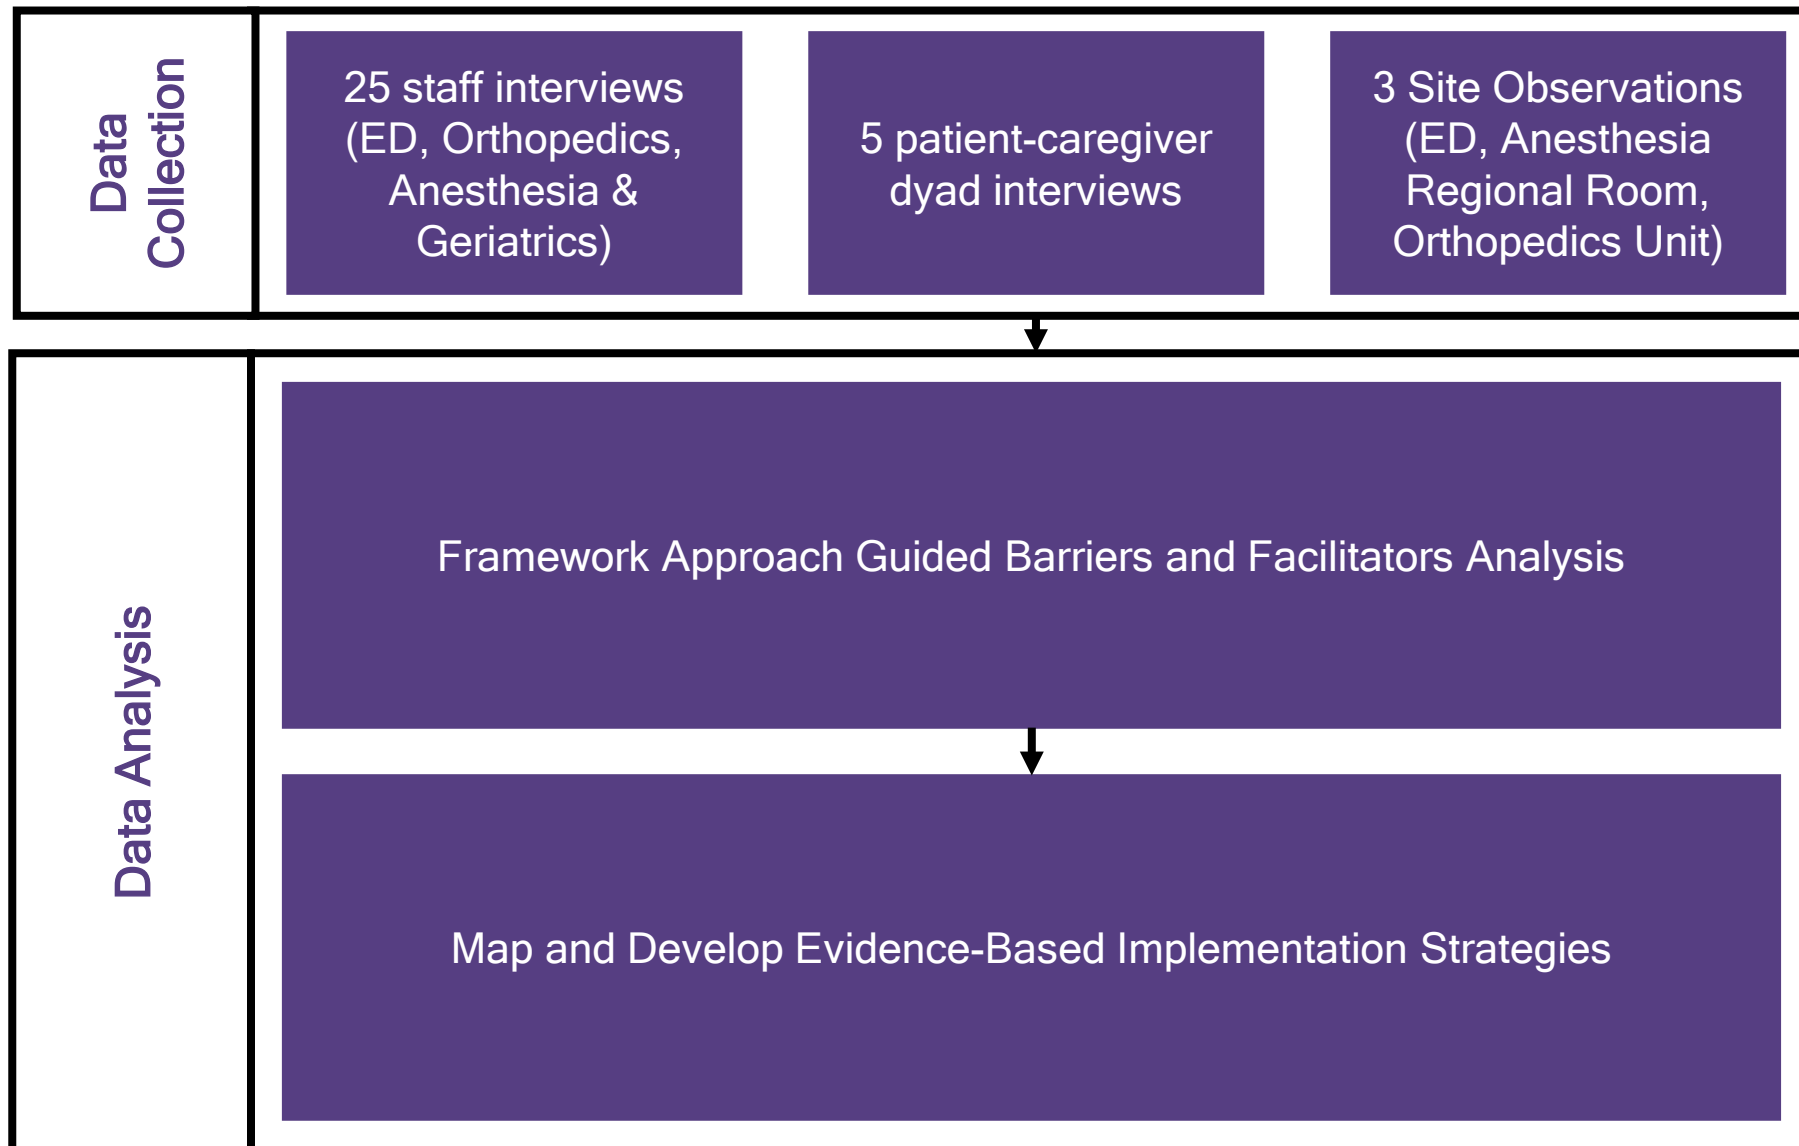 Data
Collection
25 staff interviews
(ED, Orthopedics,
Anesthesia &
Geriatrics)
5 patient-caregiver
dyad interviews
3 Site Observations
(ED, Anesthesia
Regional Room,
Orthopedics Unit)
Data Analysis
Framework Approach Guided Barriers and Facilitators Analysis
Map and Develop Evidence-Based Implementation Strategies